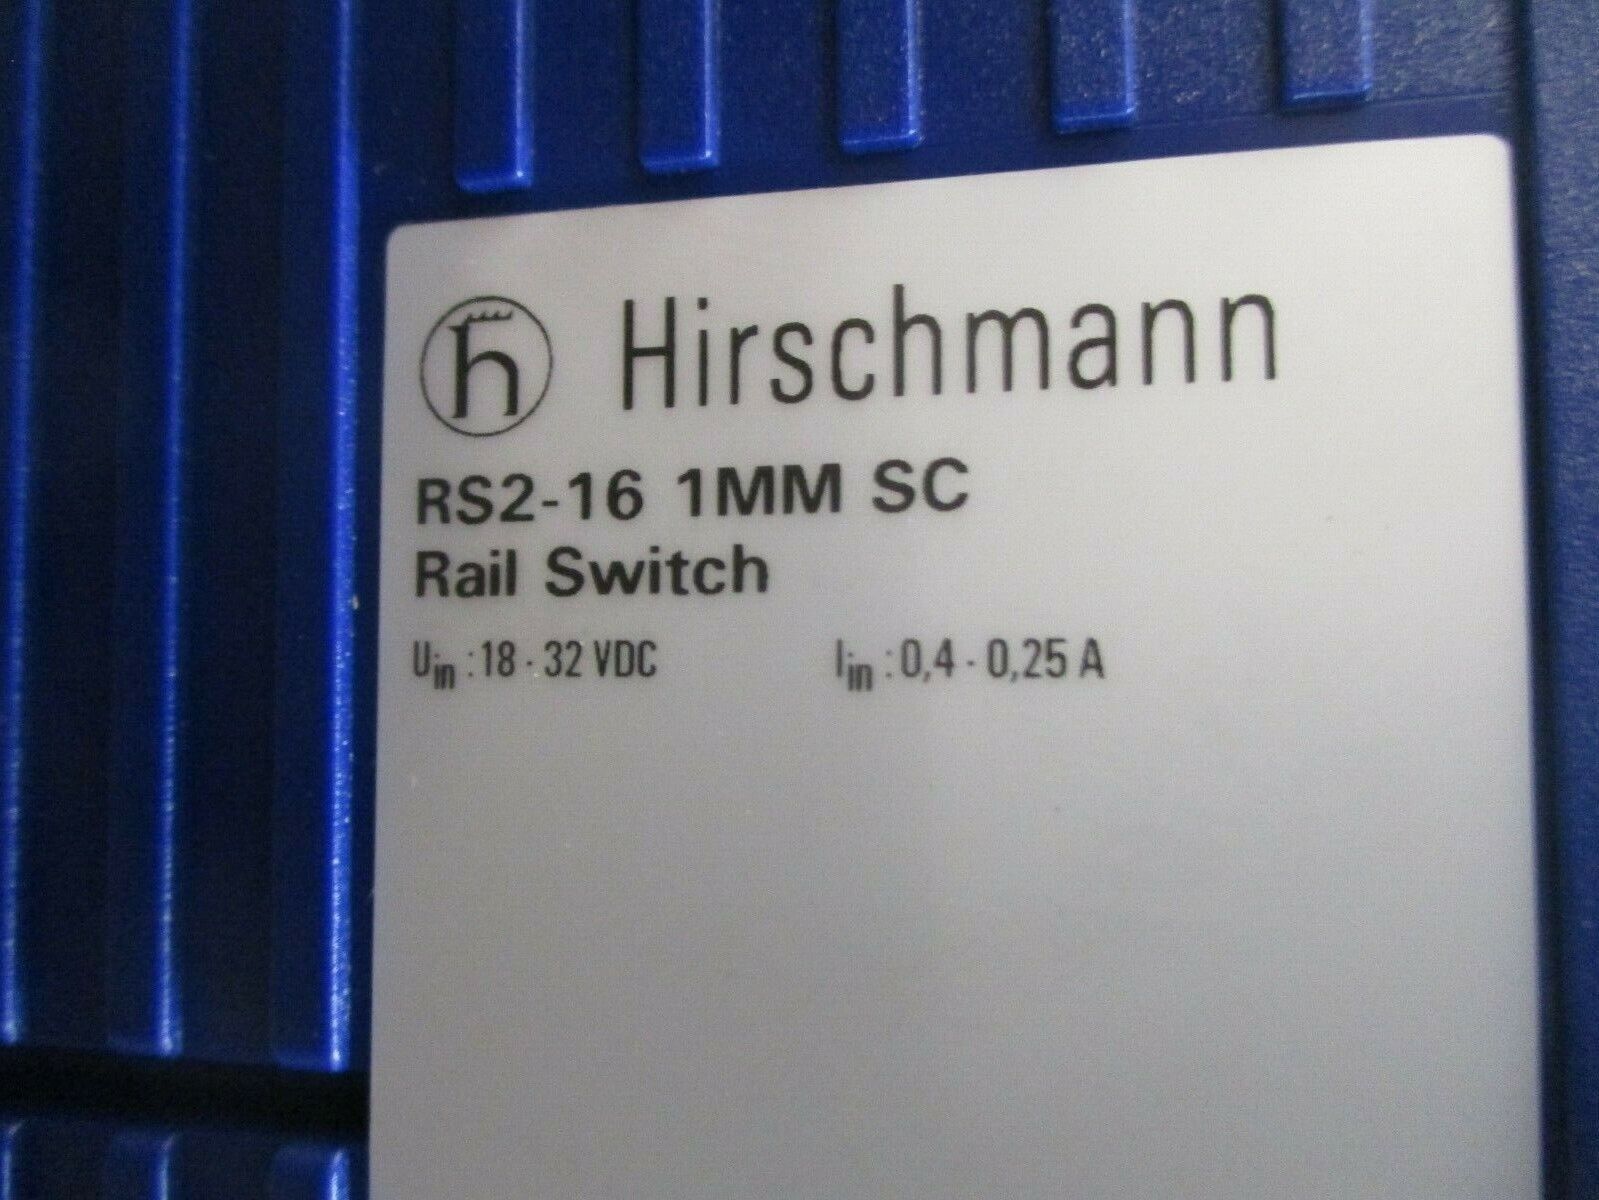 h Hirschmann
RS2-16 1MM SC
Rail Switch
Uin : 18 - 32 VDC Iin : 0,4 - 0,25 A